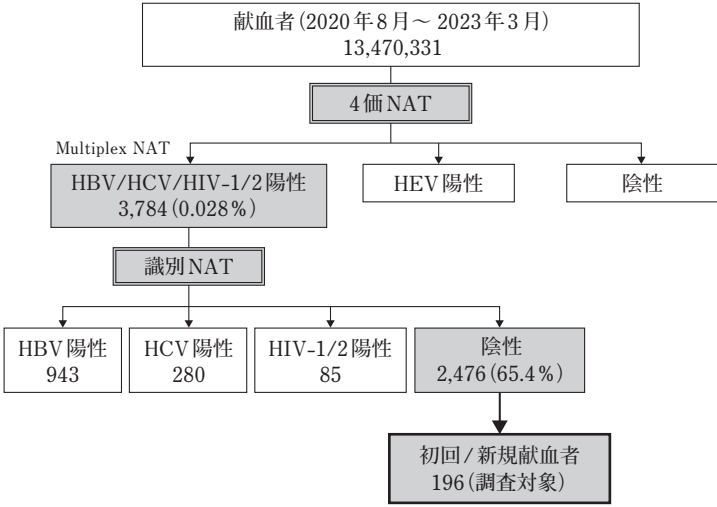 献血者(2020年8月～2023年3月)
13,470,331
4価NAT
Multiplex NAT
HBV/HCV/HIV-1/2陽性
3,784(0.028％)
HEV陽性
陰性
識別NAT
HBV陽性
943
HCV陽性
280
HIV-1/2陽性
85
陰性
2,476(65.4％)
初回/新規献血者
196(調査対象)